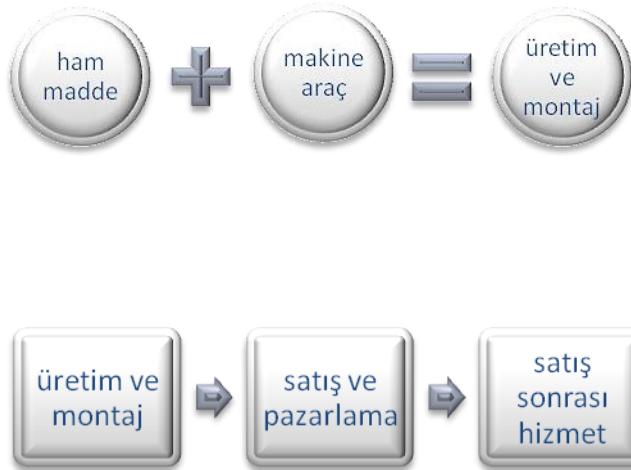 ham
madde
makine
araç
üretim
ve
montaj
üretim ve
montaj
satış ve
pazarlama
satış
sonrası
hizmet